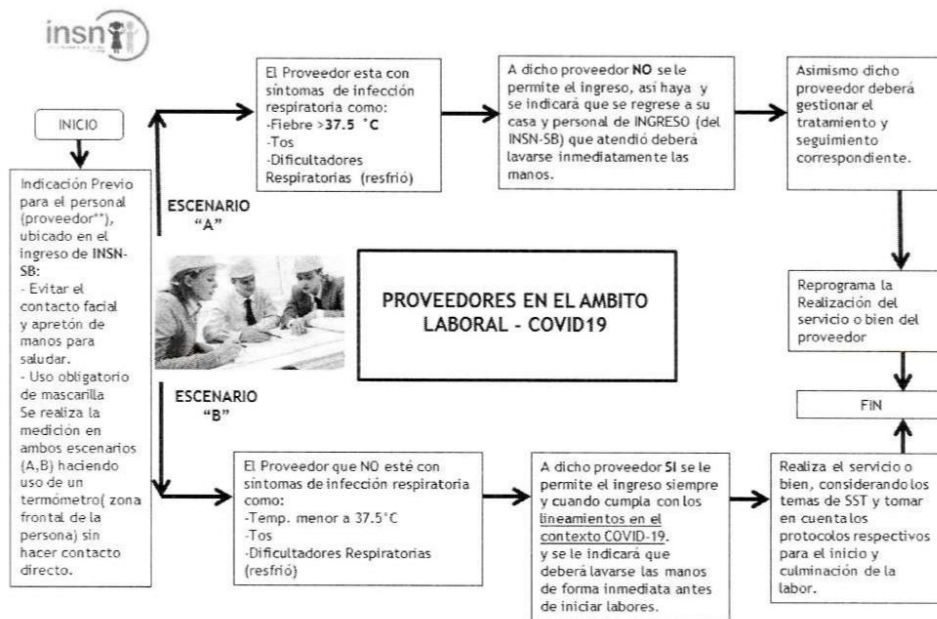 insn
INICIO
Indicación Previo
para el personal
(proveedor**),
ubicado en el
ingreso de INSN-
SB:
- Evitar el
contacto facial
y apretón de
manos para
saludar.
- Uso obligatorio
de mascarilla
Se realiza la
medición en
ambos escenarios
(A,B) haciendo
uso de un
termómetro( zona
frontal de la
persona) sin
hacer contacto
directo.
ESCENARIO
"A"
El Proveedor esta con
síntomas de infección
respiratoria como:
-Fiebre >37.5 °C
-Tos
-Dificultadores
Respiratorias (resfrió)
A dicho proveedor NO se le
permite el ingreso, así haya y
se indicará que se regrese a su
casa y personal de INGRESO (del
INSN-SB) que atendió deberá
lavarse inmediatamente las
manos.
Asimismo dicho
proveedor deberá
gestionar el
tratamiento y
seguimiento
correspondiente.
Reprograma la
Realización del
servicio o bien del
proveedor
FIN
PROVEEDORES EN EL AMBITO
LABORAL - COVID19
ESCENARIO
"B"
El Proveedor que NO esté con
síntomas de infección respiratoria
como:
-Temp. menor a 37.5°C
-Tos
-Dificultadores Respiratorias
(resfrió)
A dicho proveedor SI se le
permite el ingreso siempre
y cuando cumpla con los
lineamientos en el
contexto COVID-19.
y se le indicará que
deberá lavarse las manos
de forma inmediata antes
de iniciar labores.
Realiza el servicio o
bien, considerando los
temas de SST y tomar
en cuenta los
protocolos respectivos
para el inicio y
culminación de la
labor.